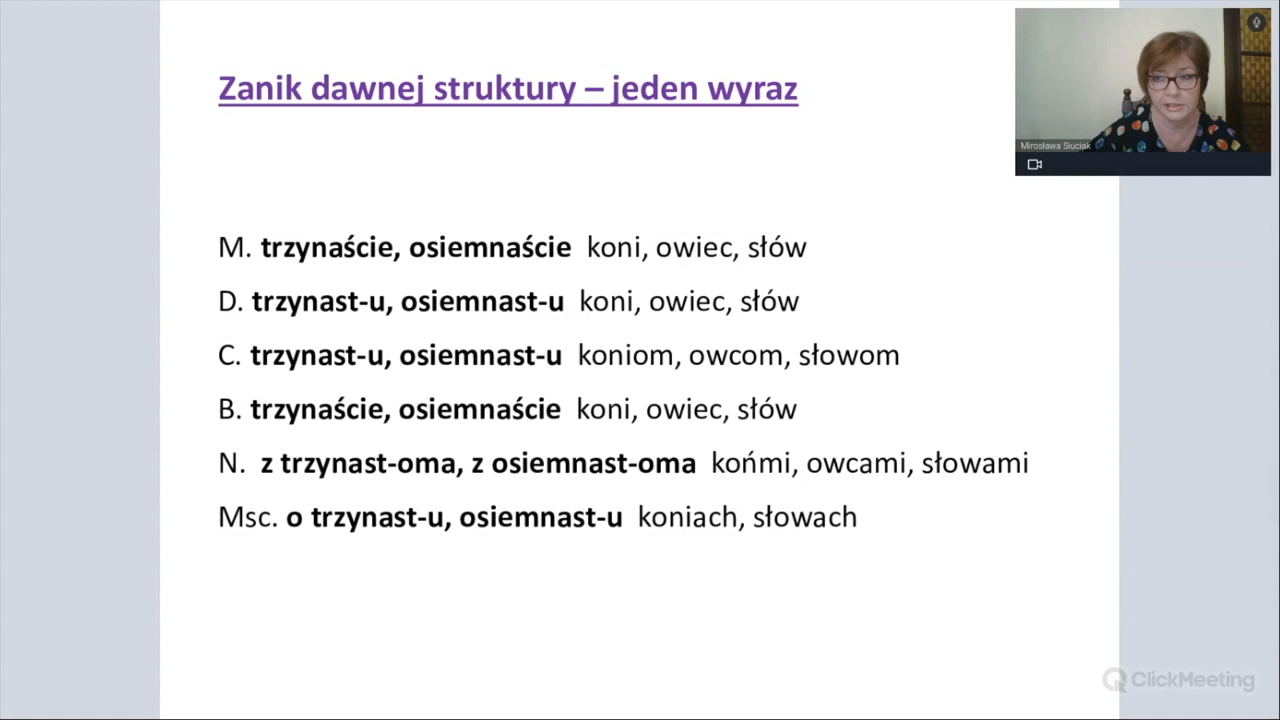 Zanik dawnej struktury – jeden wyraz
Mirosława Siuciak
M. trzynaście, osiemnaście koni, owiec, słów
D. trzynast-u, osiemnast-u koni, owiec, słów
C. trzynast-u, osiemnast-u koniom, owcom, słowom
B. trzynaście, osiemnaście koni, owiec, słów
N. z trzynast-oma, z osiemnast-oma końmi, owcami, słowami
Msc. o trzynast-u, osiemnast-u koniach, słowach
ClickMeeting